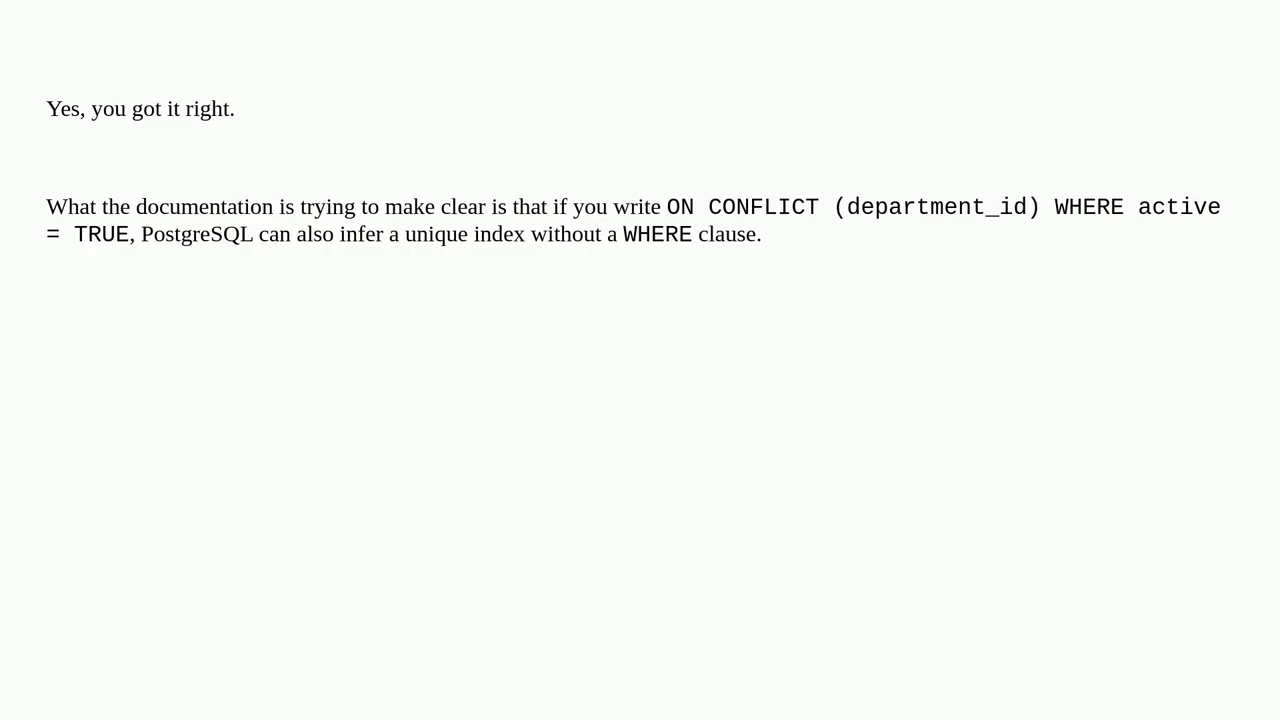 Yes, you got it right.
What the documentation is trying to make clear is that if you write ON CONFLICT (department_id) WHERE active
= TRUE, PostgreSQL can also infer a unique index without a WHERE clause.